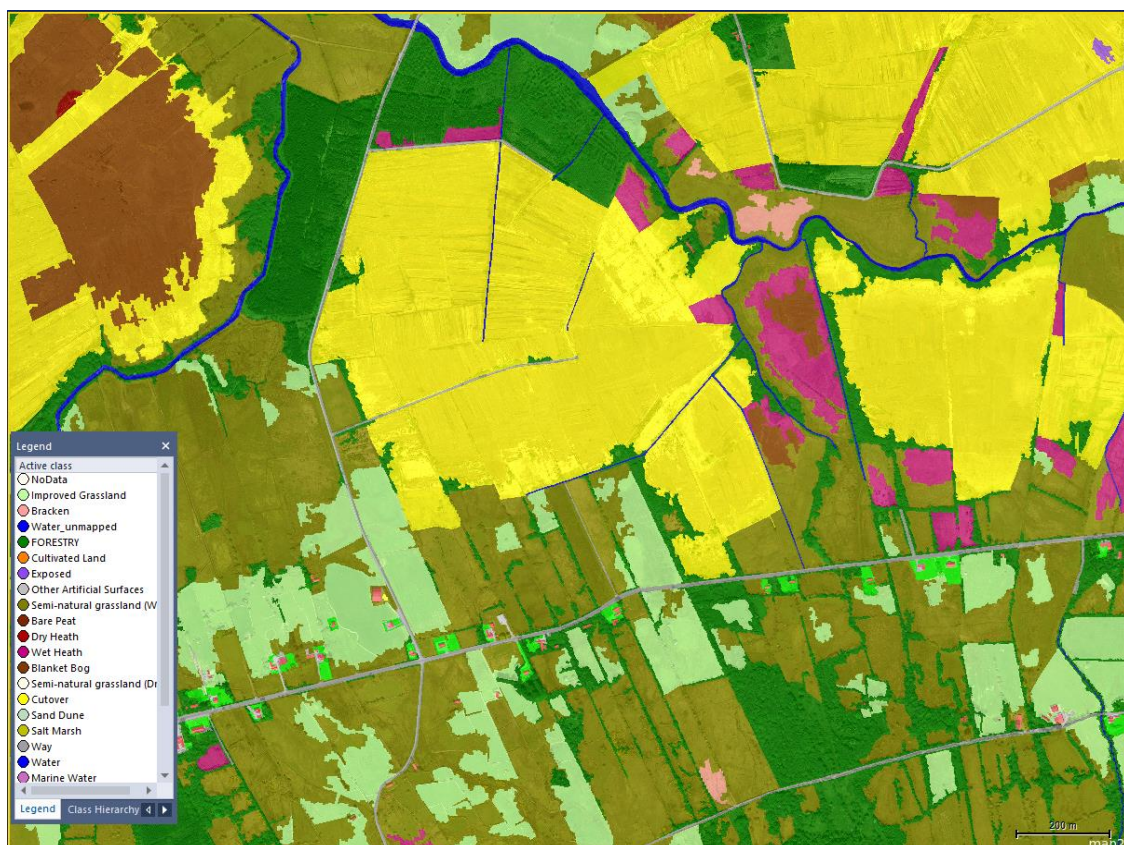 Legend
Active class
NoData
Improved Grassland
Bracken
Water_unmapped
FORESTRY
Cultivated Land
Exposed
Other Artificial Surfaces
Semi-natural grassland (W
Bare Peat
Dry Heath
Wet Heath
Blanket Bog
Semi-natural grassland (Dr
Cutover
Sand Dune
Salt Marsh
Way
Water
Marine Water
Legend Class Hierarchy
200 m
map2